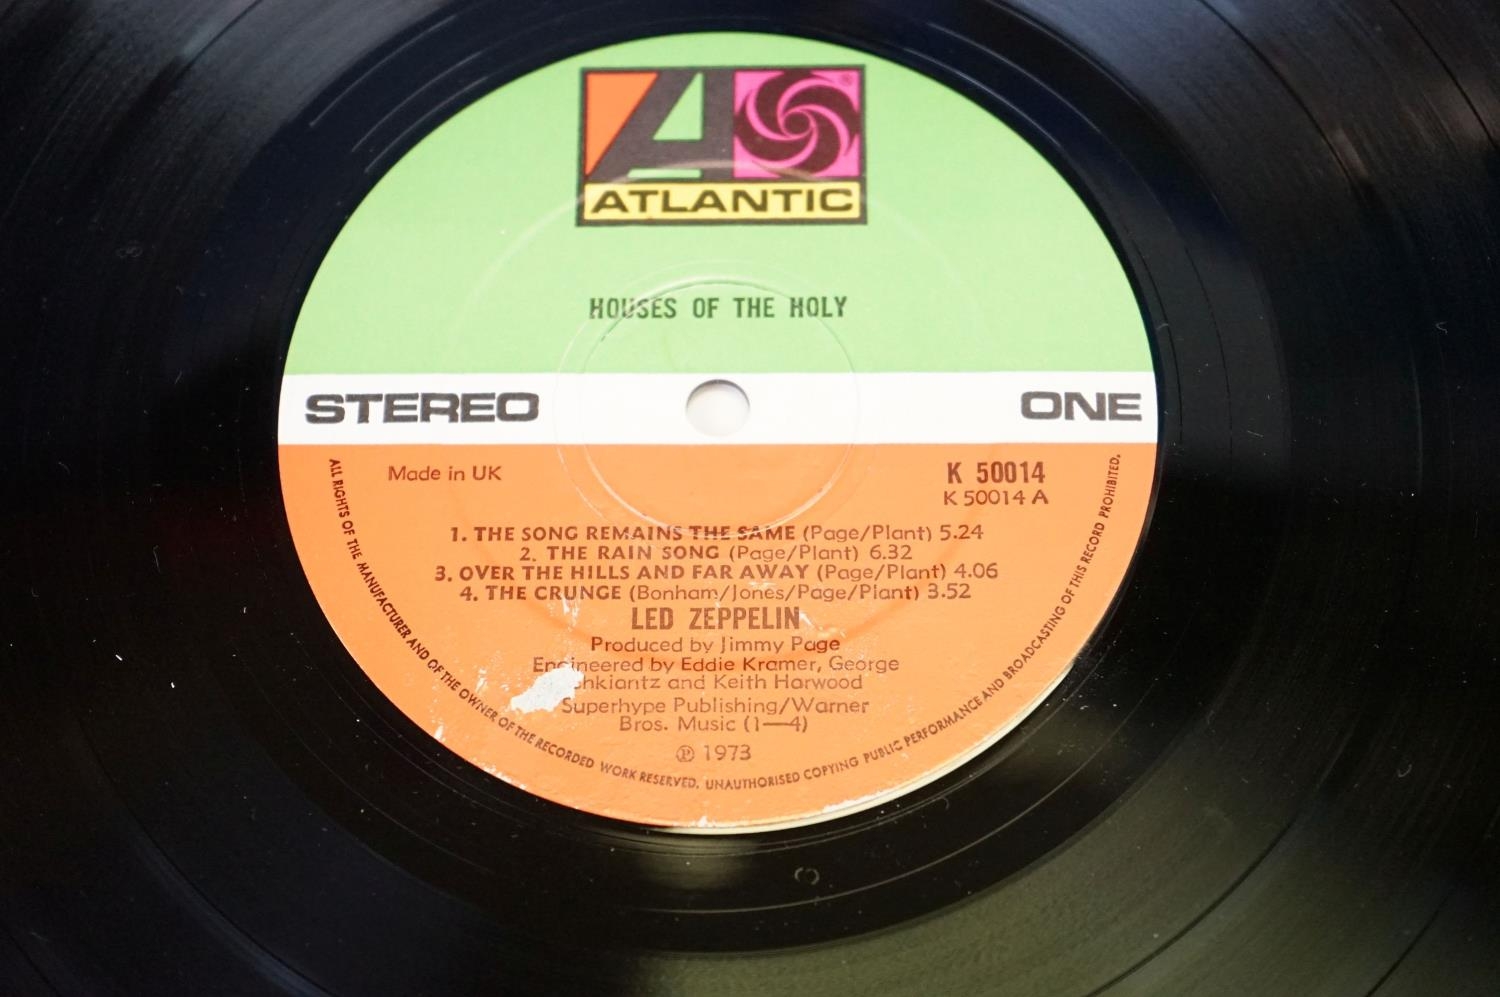 ®
ATLANTIC
HOUSES OF THE HOLY
STEREO
ONE
Made in UK
K 50014
K 50014 A
1. THE SONG REMAINS THE SAME (Page/Plant) 5.24
2. THE RAIN SONG (Page/Plant) 6.32
3. OVER THE HILLS AND FAR AWAY (Page/Plant) 4.06
4. THE CRUNGE (Bonham/Jones/Page/Plant) 3.52
LED ZEPPELIN
Produced by Jimmy Page
Engineered by Eddie Kramer, George
and Keith Harwood
Superhype Publishing/Warner
Bros. Music (1—4)
℗ 1973
ALL RIGHTS OF THE MANUFACTURER AND OF THE OWNER OF THE RECORDED WORK RESERVED. UNAUTHORISED COPYING PUBLIC PERFORMANCE AND BROADCASTING OF THIS RECORD PROHIBITED.